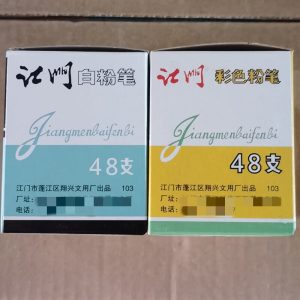 江门 白粉笔
Jiangmenbaifenbi
48支
江门市蓬江区翔兴文用厂出品 103
厂址:
电话:
江门 彩色粉笔
Jiangmenbaifenbi
48支
江门市蓬江区翔兴文用厂出品 103
厂址:
电话: